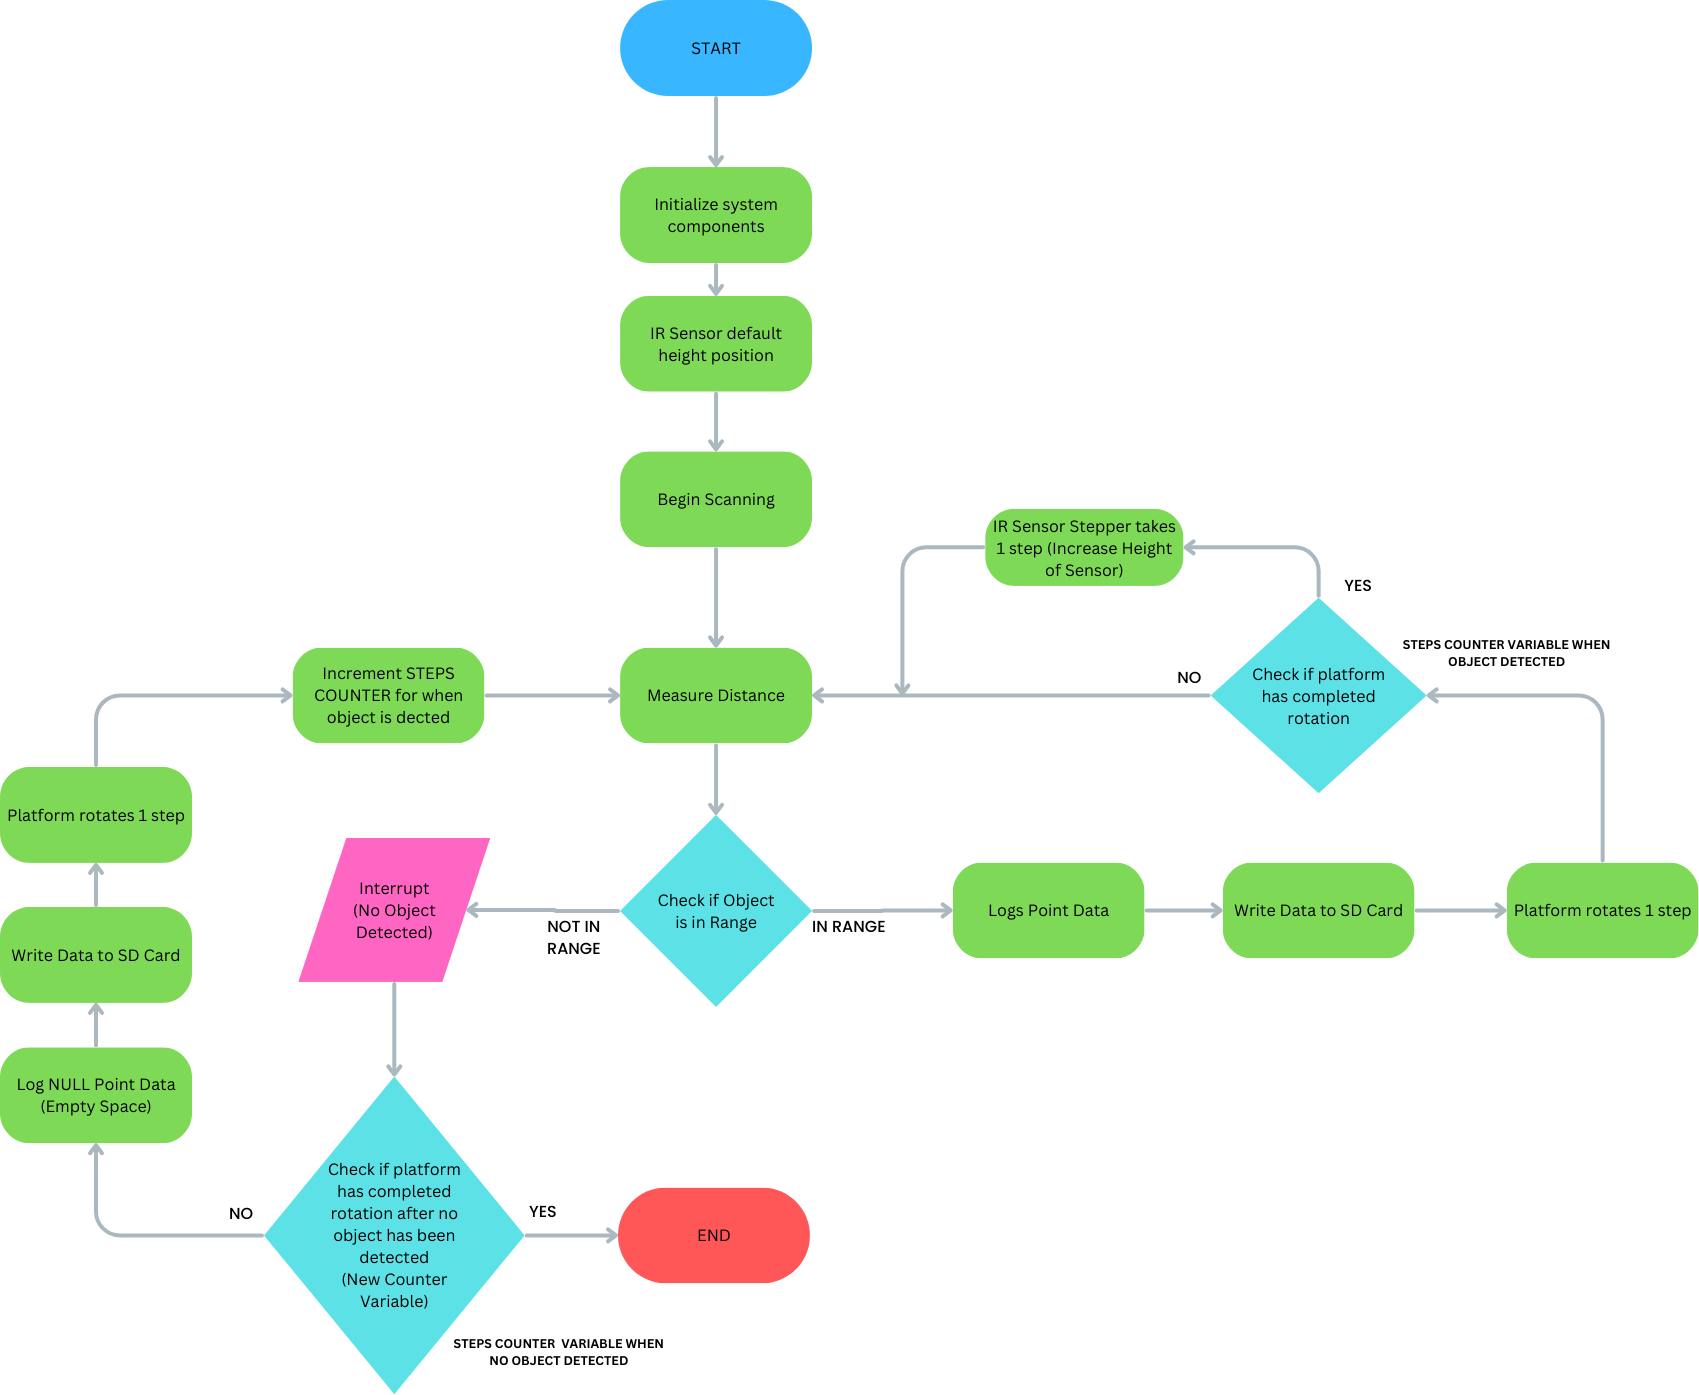 START
Initialize system
components
IR Sensor default
height position
Begin Scanning
IR Sensor Stepper takes
1 step (Increase Height
of Sensor)
YES
STEPS COUNTER VARIABLE WHEN
OBJECT DETECTED
Increment STEPS
COUNTER for when
object is dected
Measure Distance
NO
Check if platform
has completed
rotation
Platform rotates 1 step
Interrupt
(No Object
Detected)
NOT IN
RANGE
Check if Object
is in Range
IN RANGE
Logs Point Data
Write Data to SD Card
Platform rotates 1 step
Write Data to SD Card
Log NULL Point Data
(Empty Space)
NO
Check if platform
has completed
rotation after no
object has been
detected
(New Counter
Variable)
YES
END
STEPS COUNTER  VARIABLE WHEN
NO OBJECT DETECTED